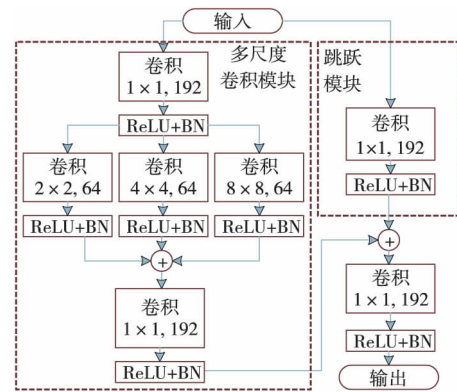 输入
多尺度
卷积模块
卷积
1×1, 192
ReLU+BN
卷积
2×2, 64
卷积
4×4, 64
卷积
8×8, 64
ReLU+BN
ReLU+BN
ReLU+BN
+
卷积
1×1, 192
ReLU+BN
跳跃
模块
卷积
1×1, 192
ReLU+BN
+
卷积
1×1, 192
ReLU+BN
输出